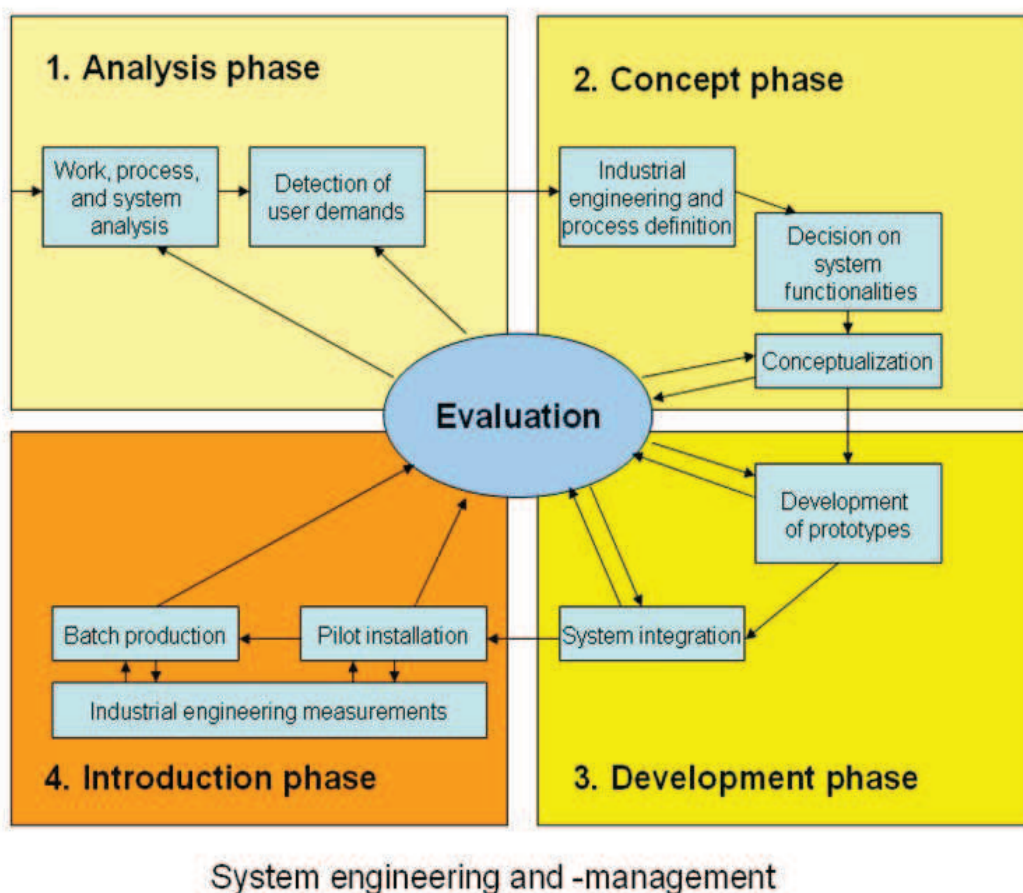 1. Analysis phase
Work, process,
and system
analysis
Detection of
user demands
2. Concept phase
Industrial
engineering and
process definition
Decision on
system
functionalities
Conceptualization
Evaluation
Development
of prototypes
System integration
3. Development phase
Batch production
Pilot installation
Industrial engineering measurements
4. Introduction phase
System engineering and -management